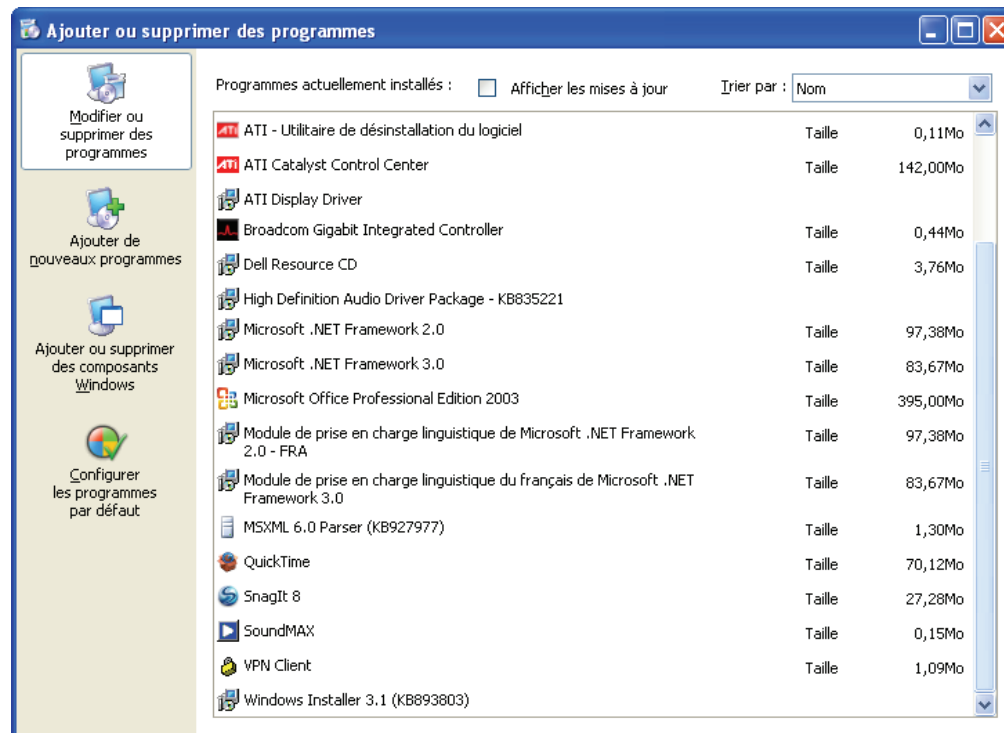 Ajouter ou supprimer des programmes
Modifier ou
supprimer des
programmes
Ajouter de
nouveaux programmes
Ajouter ou supprimer
des composants
Windows
Configurer
les programmes
par défaut
Programmes actuellement installés : Afficher les mises à jour Trier par : Nom
ATI - Utilitaire de désinstallation du logiciel Taille 0,11Mo
ATI Catalyst Control Center Taille 142,00Mo
ATI Display Driver
Broadcom Gigabit Integrated Controller Taille 0,44Mo
Dell Resource CD Taille 3,76Mo
High Definition Audio Driver Package - KB835221
Microsoft .NET Framework 2.0 Taille 97,38Mo
Microsoft .NET Framework 3.0 Taille 83,67Mo
Microsoft Office Professional Edition 2003 Taille 395,00Mo
Module de prise en charge linguistique de Microsoft .NET Framework Taille 97,38Mo
2.0 - FRA
Module de prise en charge linguistique du français de Microsoft .NET Taille 83,67Mo
Framework 3.0
MSXML 6.0 Parser (KB927977) Taille 1,30Mo
QuickTime Taille 70,12Mo
SnagIt 8 Taille 27,28Mo
SoundMAX Taille 0,15Mo
VPN Client Taille 1,09Mo
Windows Installer 3.1 (KB893803)